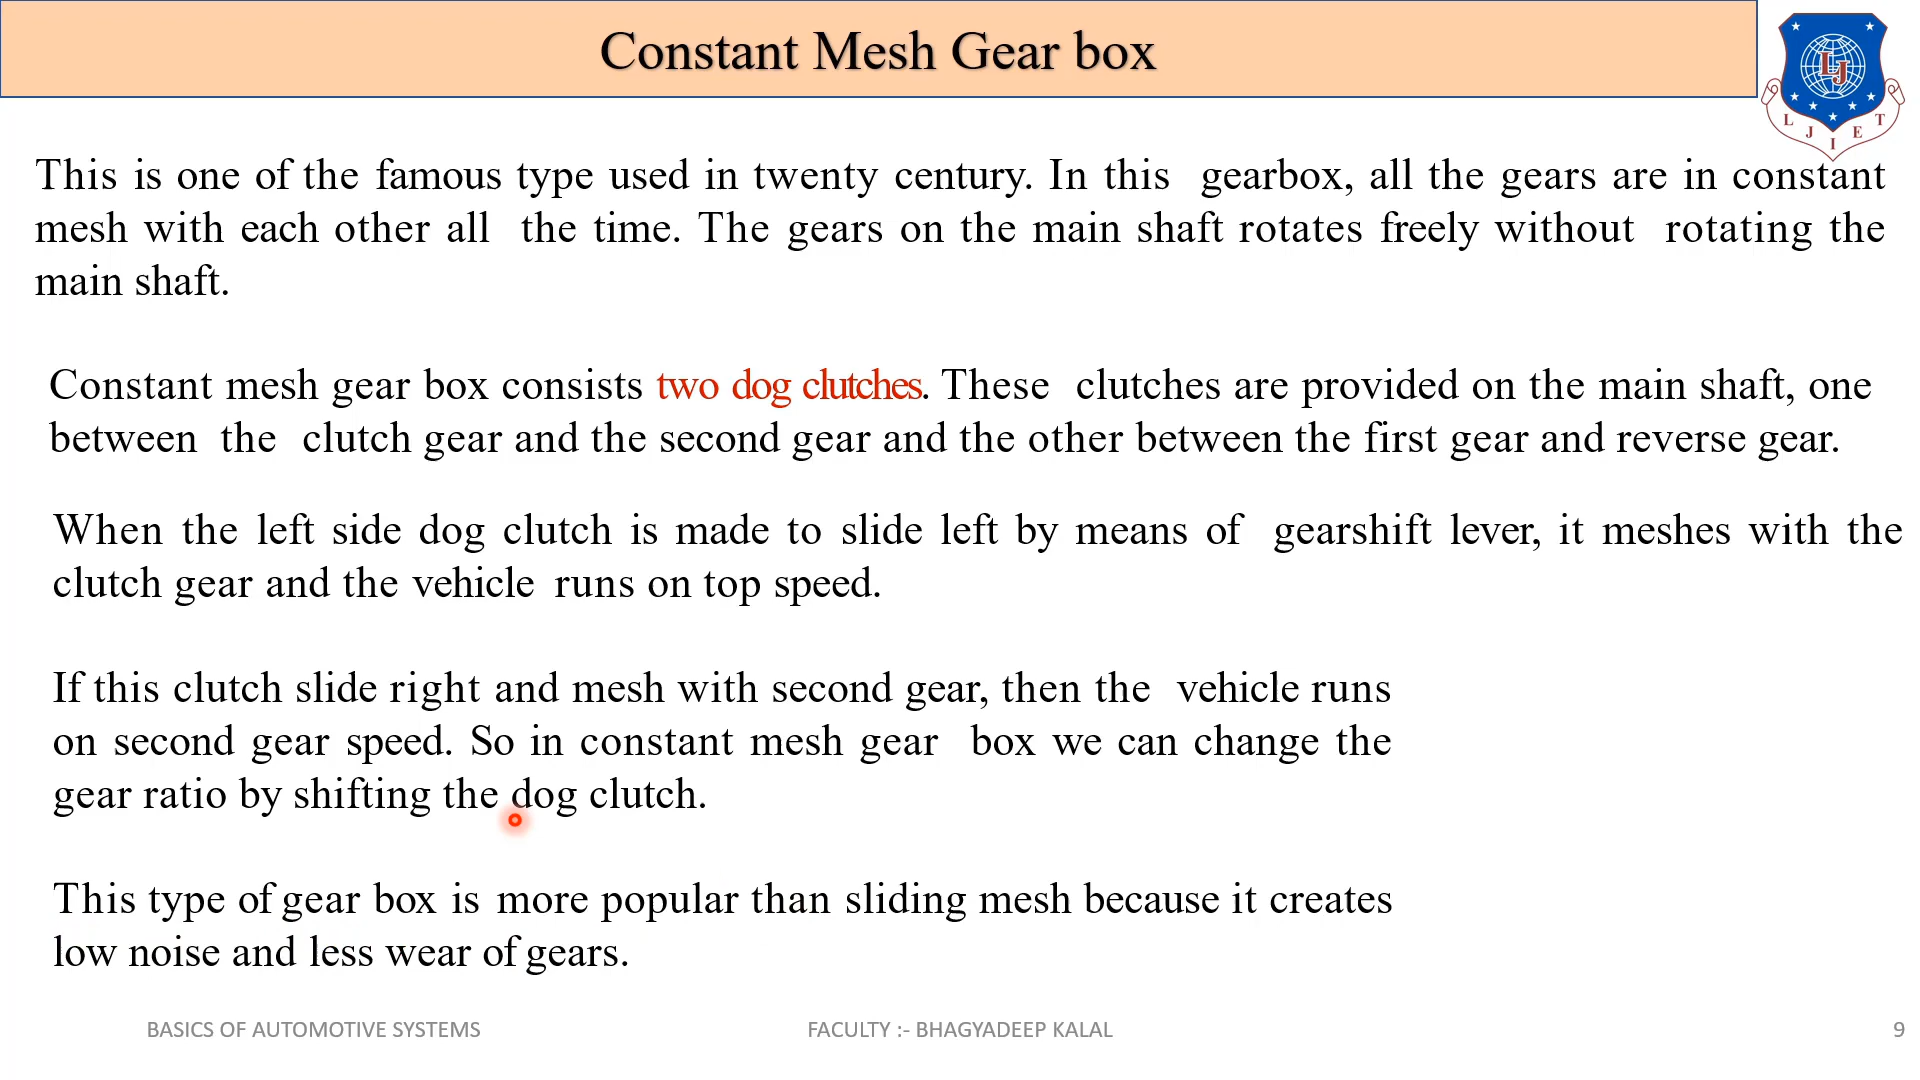 Constant Mesh Gear box
LJ
L J I E T
This is one of the famous type used in twenty century. In this gearbox, all the gears are in constant
mesh with each other all the time. The gears on the main shaft rotates freely without rotating the
main shaft.
Constant mesh gear box consists two dog clutches. These clutches are provided on the main shaft, one
between the clutch gear and the second gear and the other between the first gear and reverse gear.
When the left side dog clutch is made to slide left by means of gearshift lever, it meshes with the
clutch gear and the vehicle runs on top speed.
If this clutch slide right and mesh with second gear, then the vehicle runs
on second gear speed. So in constant mesh gear box we can change the
gear ratio by shifting the dog clutch.
This type of gear box is more popular than sliding mesh because it creates
low noise and less wear of gears.
BASICS OF AUTOMOTIVE SYSTEMS
FACULTY :- BHAGYADEEP KALAL
9